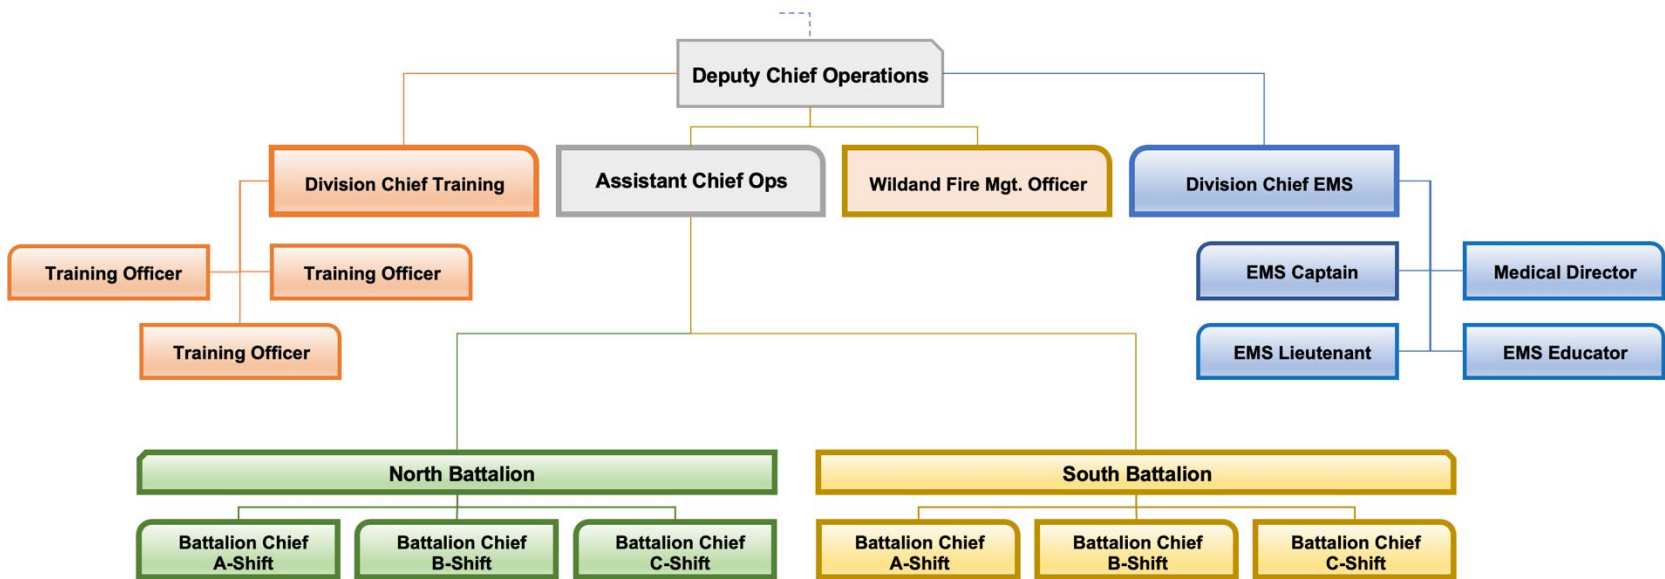 Deputy Chief Operations
Division Chief Training
Assistant Chief Ops
Wildand Fire Mgt. Officer
Division Chief EMS
Training Officer
Training Officer
EMS Captain
Medical Director
Training Officer
EMS Lieutenant
EMS Educator
North Battalion
South Battalion
Battalion Chief
A-Shift
Battalion Chief
B-Shift
Battalion Chief
C-Shift
Battalion Chief
A-Shift
Battalion Chief
B-Shift
Battalion Chief
C-Shift